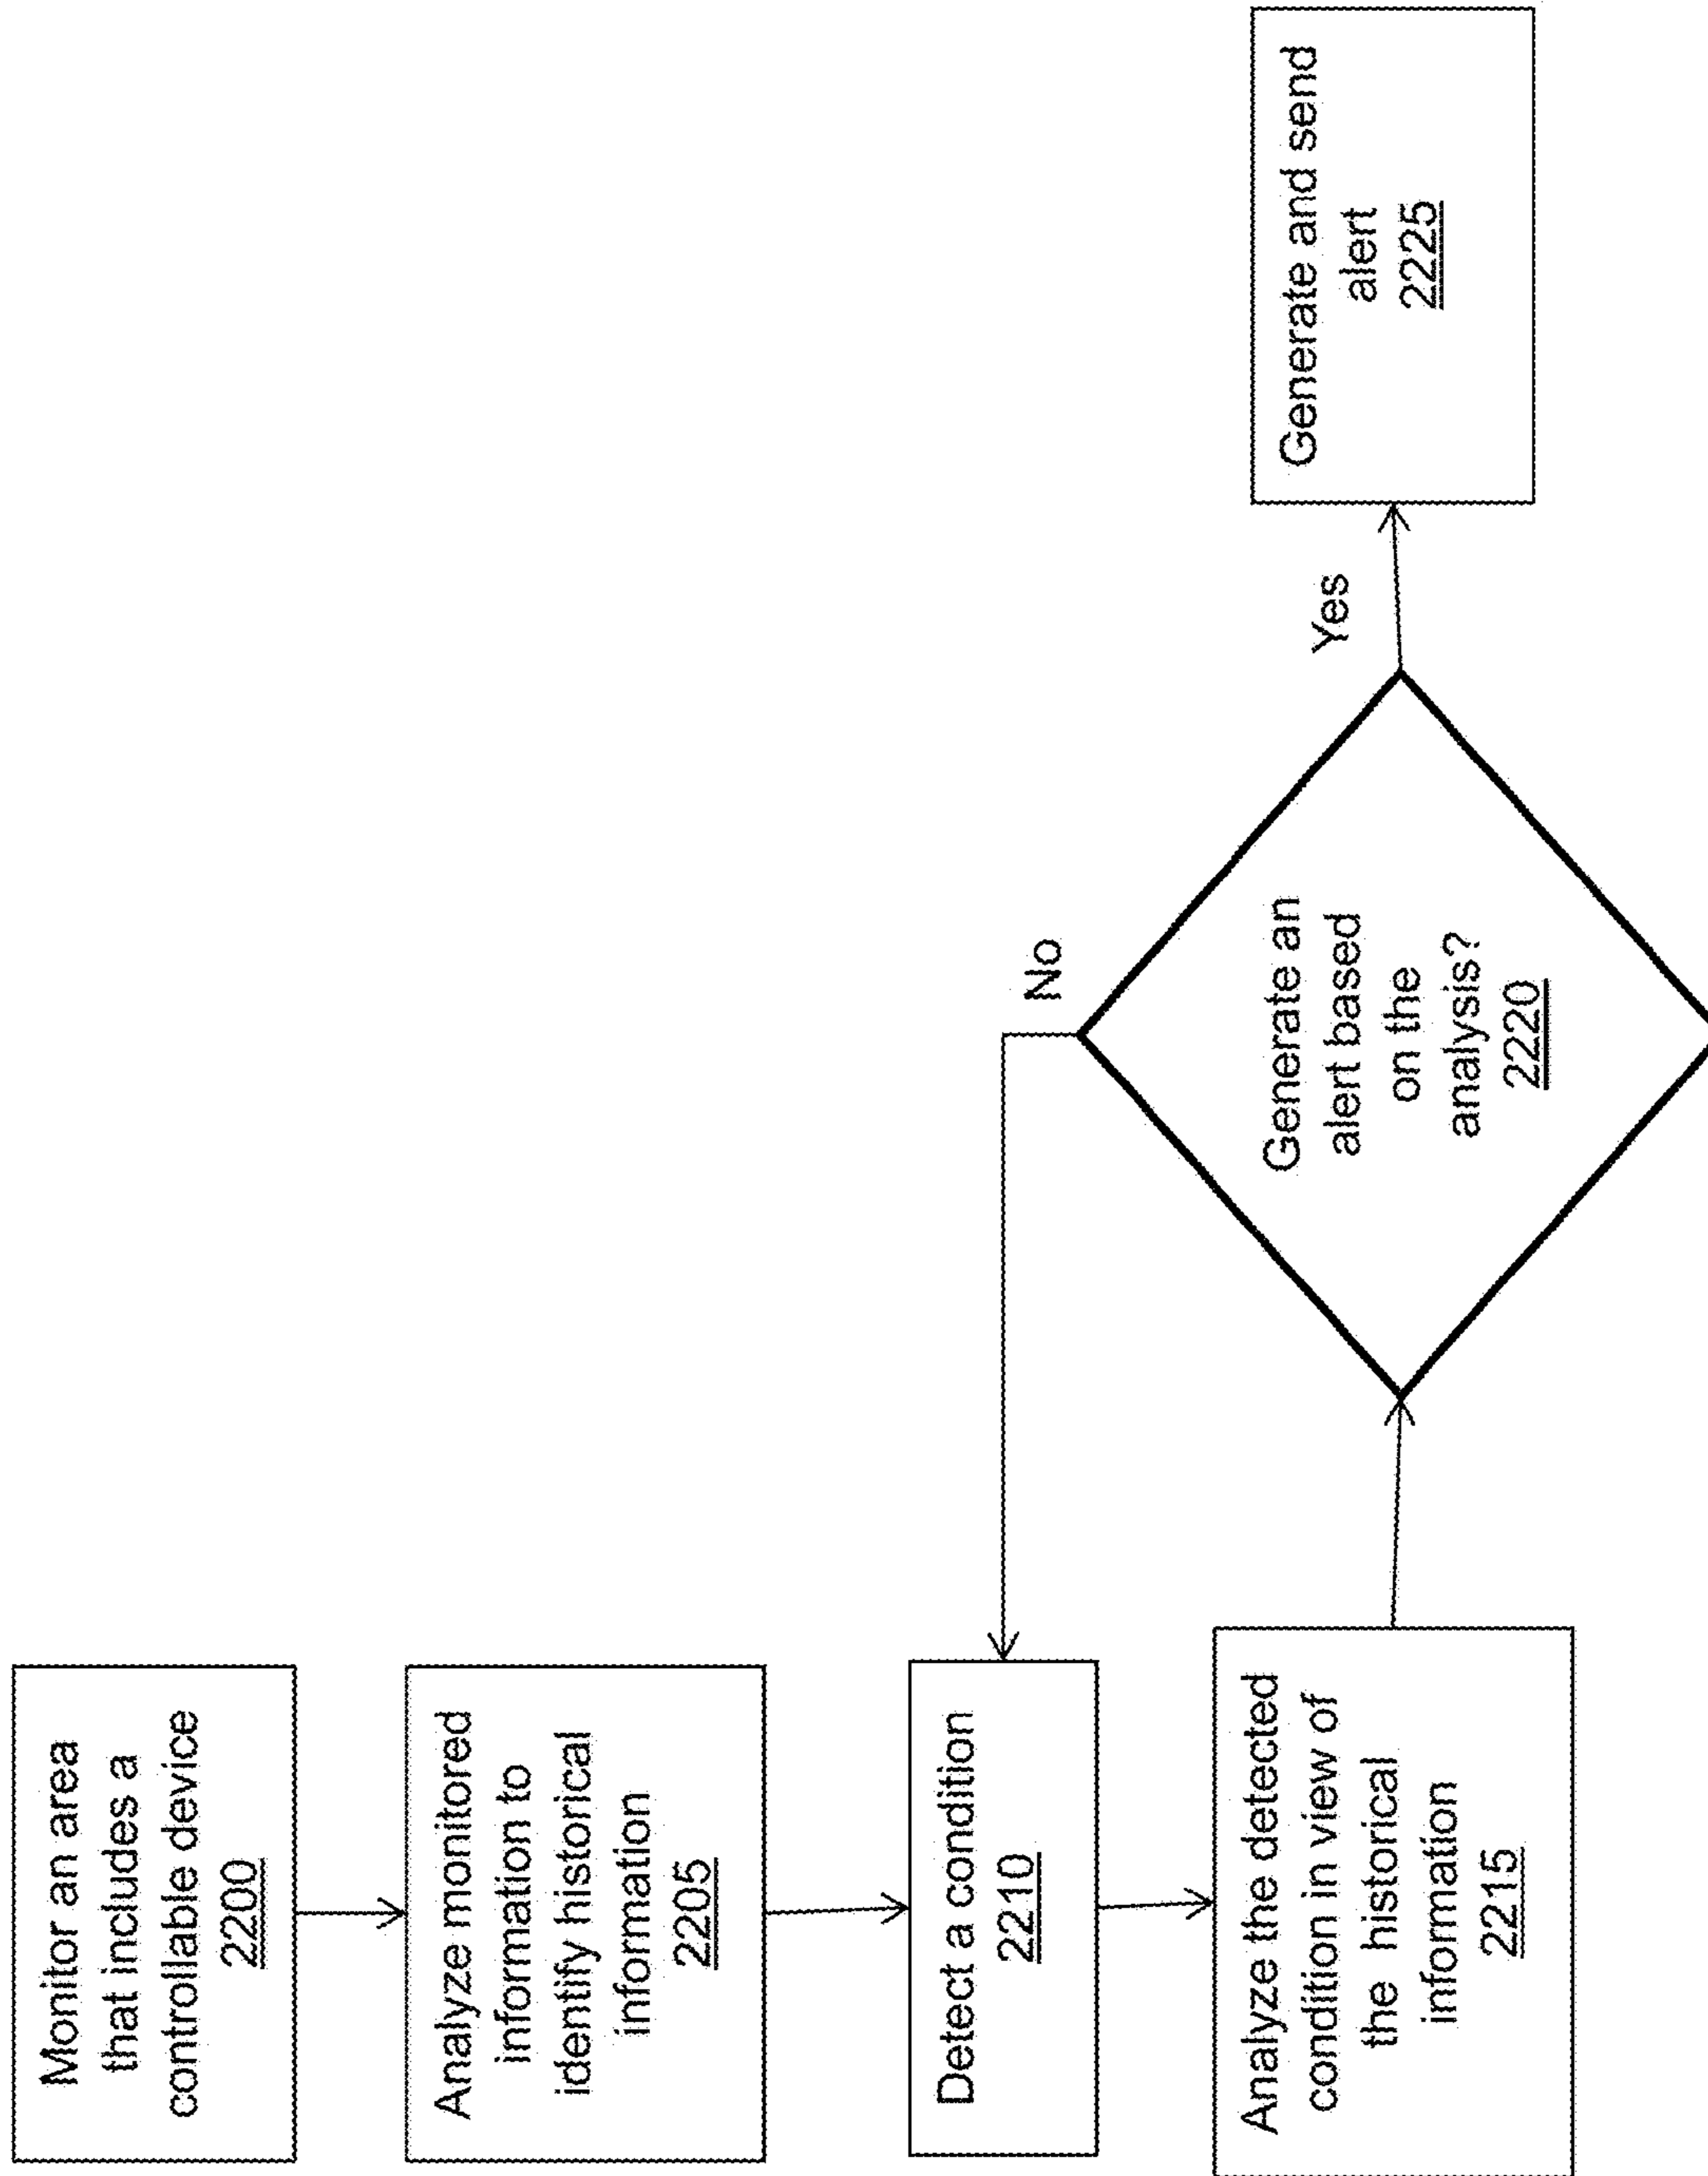 Monitor an area
that includes a
controllable device
2200
Analyze monitored
information to
identify historical
information
2205
Detect a condition
2210
Analyze the detected
condition in view of
the historical
information
2215
No
Generate an
alert based
on the
analysis?
2220
Yes
Generate and send
alert
2225